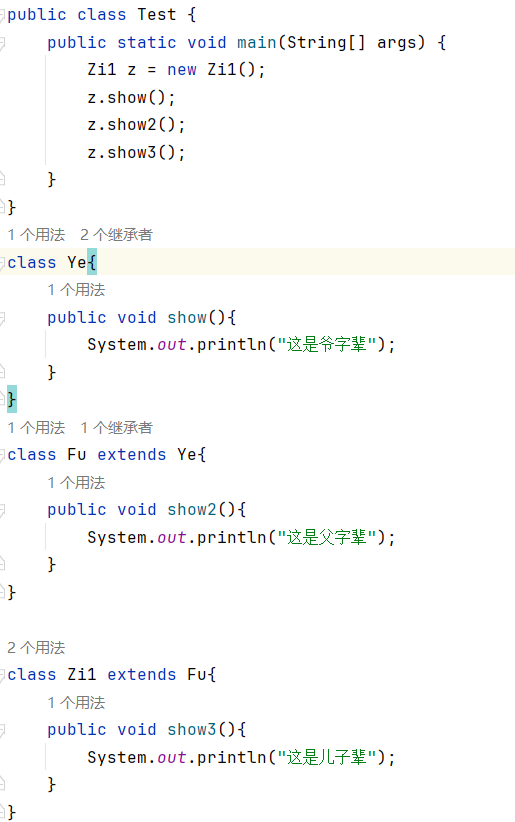 public class Test {
    public static void main(String[] args) {
        Zi1 z = new Zi1();
        z.show();
        z.show2();
        z.show3();
    }
}
1 个用法   2 个继承者
class Ye{
    1 个用法
    public void show(){
        System.out.println("这是爷字辈");
    }
}
1 个用法   1 个继承者
class Fu extends Ye{
    1 个用法
    public void show2(){
        System.out.println("这是父字辈");
    }
}
2 个用法
class Zi1 extends Fu{
    1 个用法
    public void show3(){
        System.out.println("这是儿子辈");
    }
}